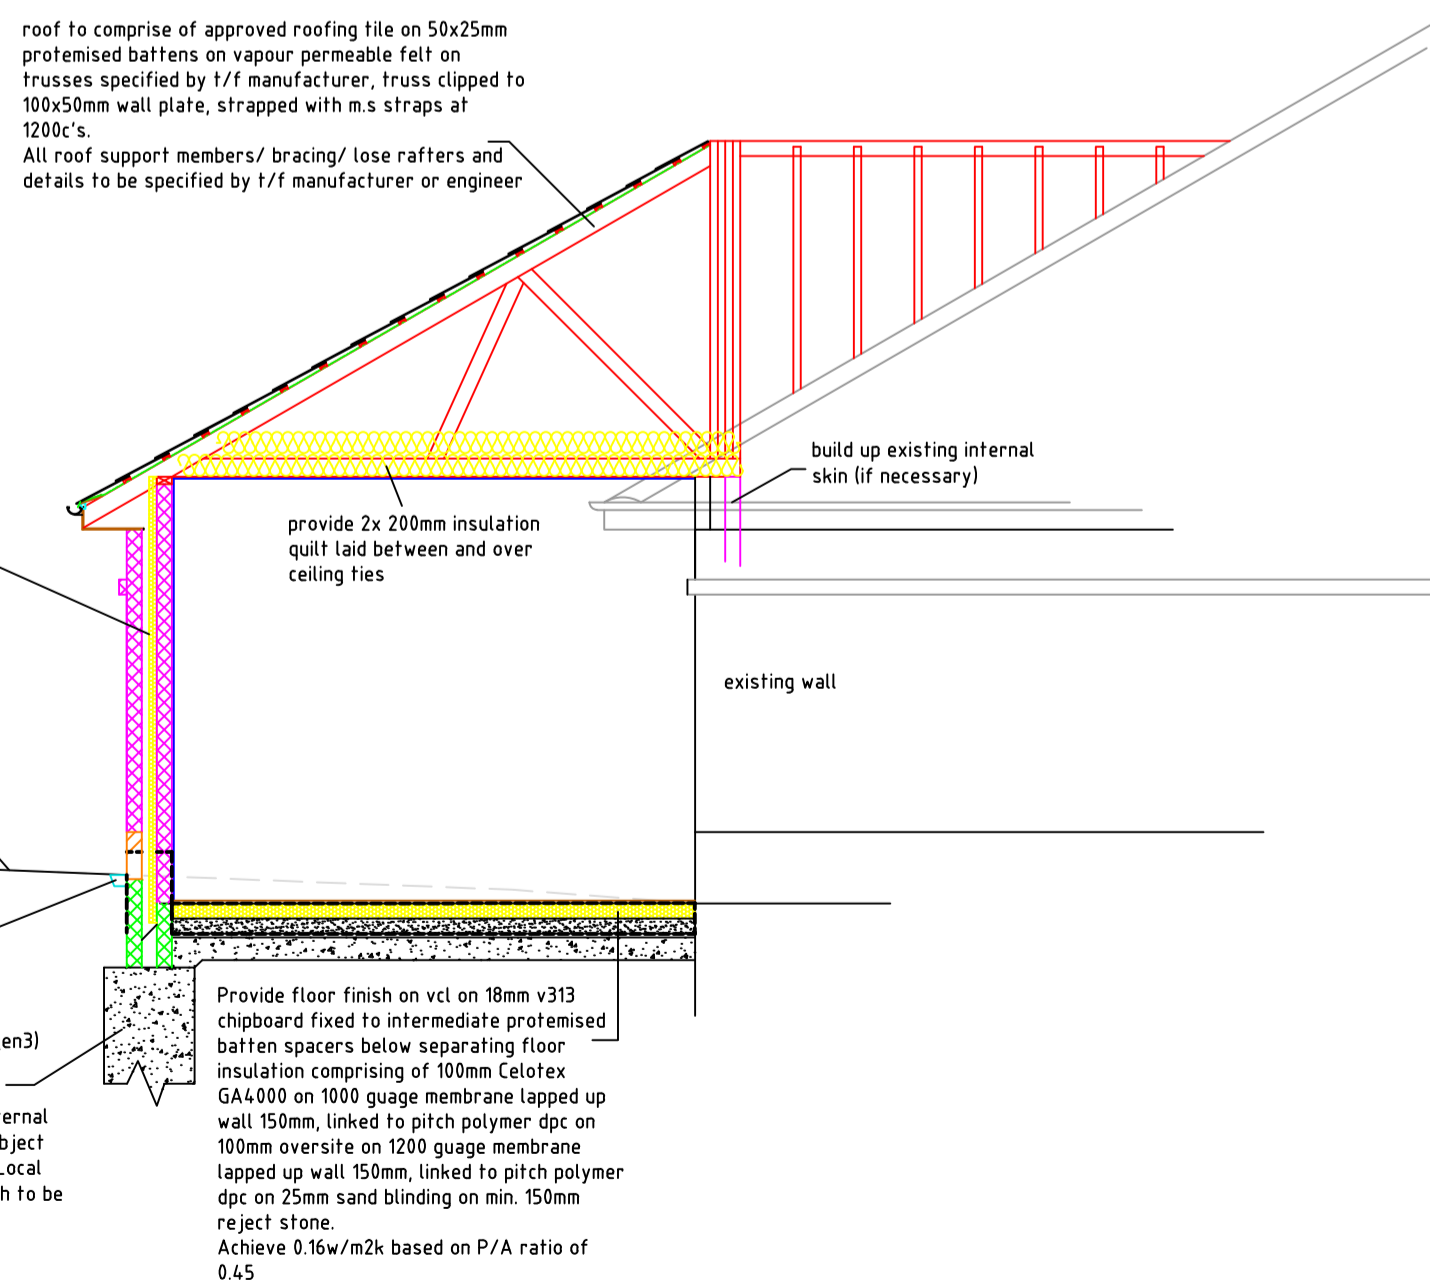 roof to comprise of approved roofing tile on 50x25mm
protemised battens on vapour permeable felt on
trusses specified by t/f manufacturer, truss clipped to
100x50mm wall plate, strapped with m.s straps at
1200c's.
All roof support members/ bracing/ lose rafters and
details to be specified by t/f manufacturer or engineer
build up existing internal
skin (if necessary)
provide 2x 200mm insulation
quilt laid between and over
ceiling ties
existing wall
en3)
ernal
bject
Local
h to be
Provide floor finish on vcl on 18mm v313
chipboard fixed to intermediate protemised
batten spacers below separating floor
insulation comprising of 100mm Celotex
GA4000 on 1000 guage membrane lapped up
wall 150mm, linked to pitch polymer dpc on
100mm oversite on 1200 guage membrane
lapped up wall 150mm, linked to pitch polymer
dpc on 25mm sand blinding on min. 150mm
reject stone.
Achieve 0.16w/m2k based on P/A ratio of
0.45